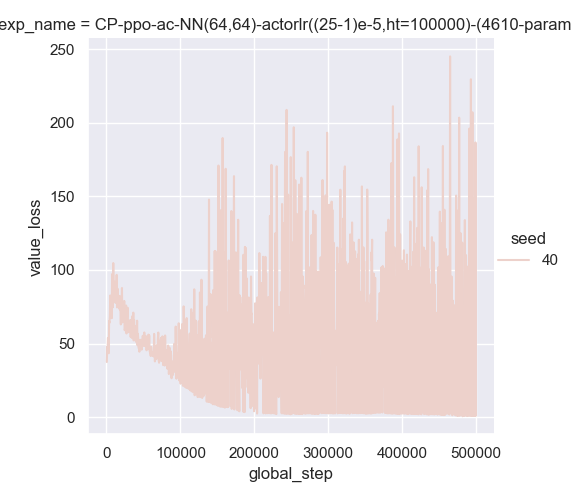 exp_name = CP-ppo-ac-NN(64,64)-actorlr((25-1)e-5,ht=100000)-(4610-param
250
200
150
100
50
0
value_loss
0 100000 200000 300000 400000 500000
global_step
seed
40